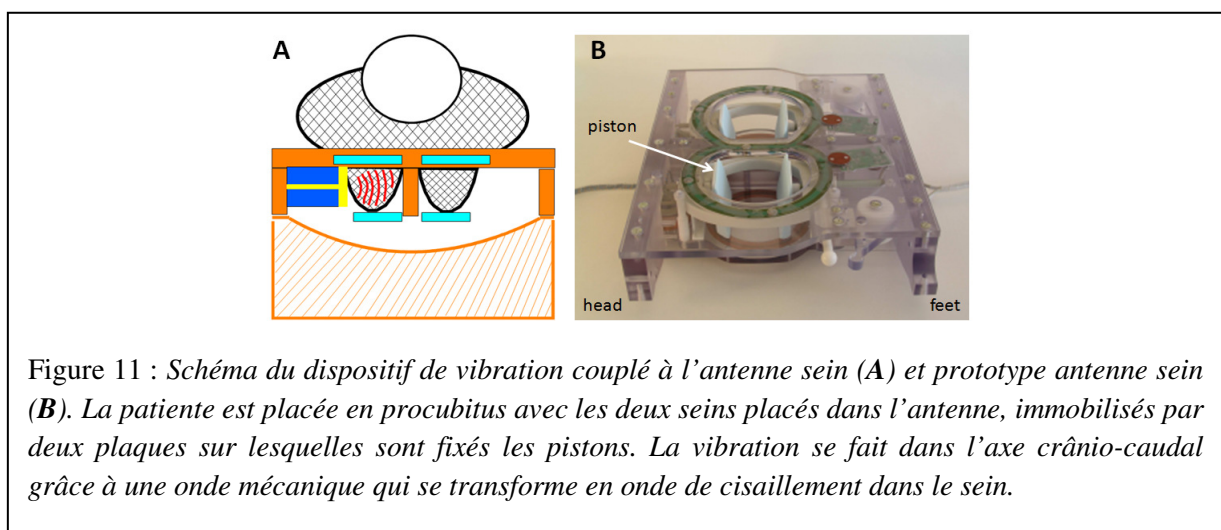 A
B
piston
head
feet
Figure 11 : Schéma du dispositif de vibration couplé à l'antenne sein (A) et prototype antenne sein
(B). La patiente est placée en procubitus avec les deux seins placés dans l'antenne, immobilisés par
deux plaques sur lesquelles sont fixés les pistons. La vibration se fait dans l'axe crânio-caudal
grâce à une onde mécanique qui se transforme en onde de cisaillement dans le sein.